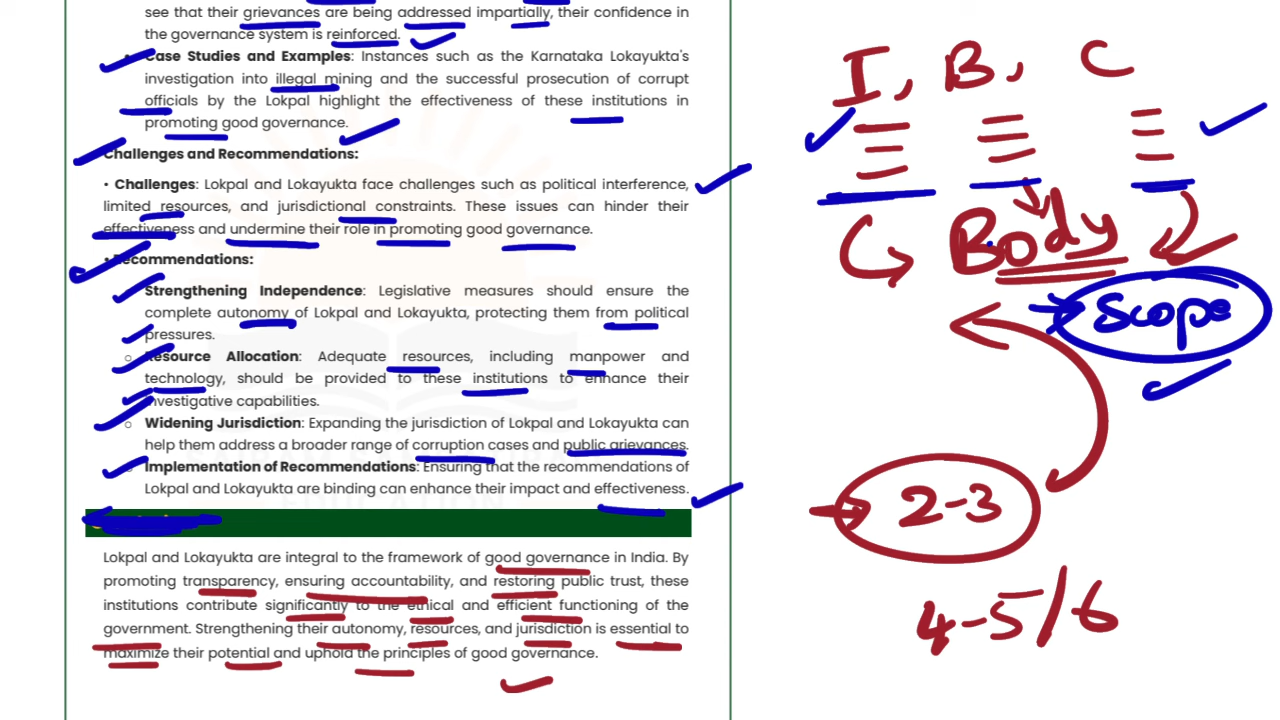 see that their grievances are being addressed impartially, their confidence in
the governance system is reinforced.
Case Studies and Examples: Instances such as the Karnataka Lokayukta's
investigation into illegal mining and the successful prosecution of corrupt
officials by the Lokpal highlight the effectiveness of these institutions in
promoting good governance.
Challenges and Recommendations:
• Challenges: Lokpal and Lokayukta face challenges such as political interference,
limited resources, and jurisdictional constraints. These issues can hinder their
effectiveness and undermine their role in promoting good governance.
• Recommendations:
Strengthening Independence: Legislative measures should ensure the
complete autonomy of Lokpal and Lokayukta, protecting them from political
pressures.
○ Resource Allocation: Adequate resources, including manpower and
technology, should be provided to these institutions to enhance their
investigative capabilities.
○ Widening Jurisdiction: Expanding the jurisdiction of Lokpal and Lokayukta can
help them address a broader range of corruption cases and public grievances.
Implementation of Recommendations: Ensuring that the recommendations of
Lokpal and Lokayukta are binding can enhance their impact and effectiveness.
Lokpal and Lokayukta are integral to the framework of good governance in India. By
promoting transparency, ensuring accountability, and restoring public trust, these
institutions contribute significantly to the ethical and efficient functioning of the
government. Strengthening their autonomy, resources, and jurisdiction is essential to
maximize their potential and uphold the principles of good governance.
I, B, C
Body
Scope
2-3
4-5/6